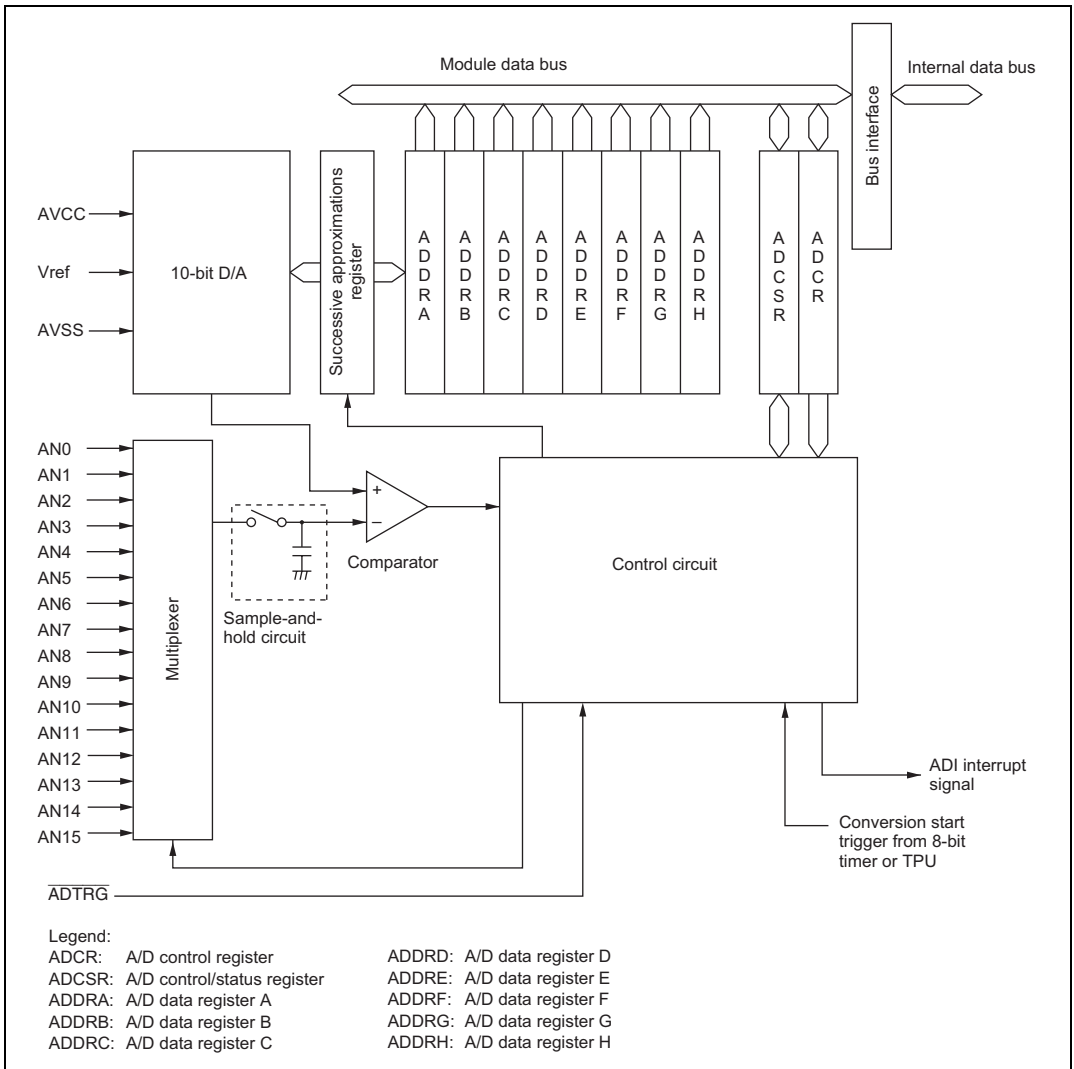 Module data bus
Internal data bus
Bus interface
AVCC
Vref
AVSS
10-bit D/A
Successive approximations
register
ADDRA
ADDRB
ADDRC
ADDRD
ADDRE
ADDRF
ADDRG
ADDRH
ADCSR
ADCR
AN0
AN1
AN2
AN3
AN4
AN5
AN6
AN7
AN8
AN9
AN10
AN11
AN12
AN13
AN14
AN15
Multiplexer
+
−
Comparator
Sample-and-
hold circuit
Control circuit
ADI interrupt
signal
Conversion start
trigger from 8-bit
timer or TPU
ADTRG
Legend:
ADCR: A/D control register
ADCSR: A/D control/status register
ADDRA: A/D data register A
ADDRB: A/D data register B
ADDRC: A/D data register C
ADDRD: A/D data register D
ADDRE: A/D data register E
ADDRF: A/D data register F
ADDRG: A/D data register G
ADDRH: A/D data register H